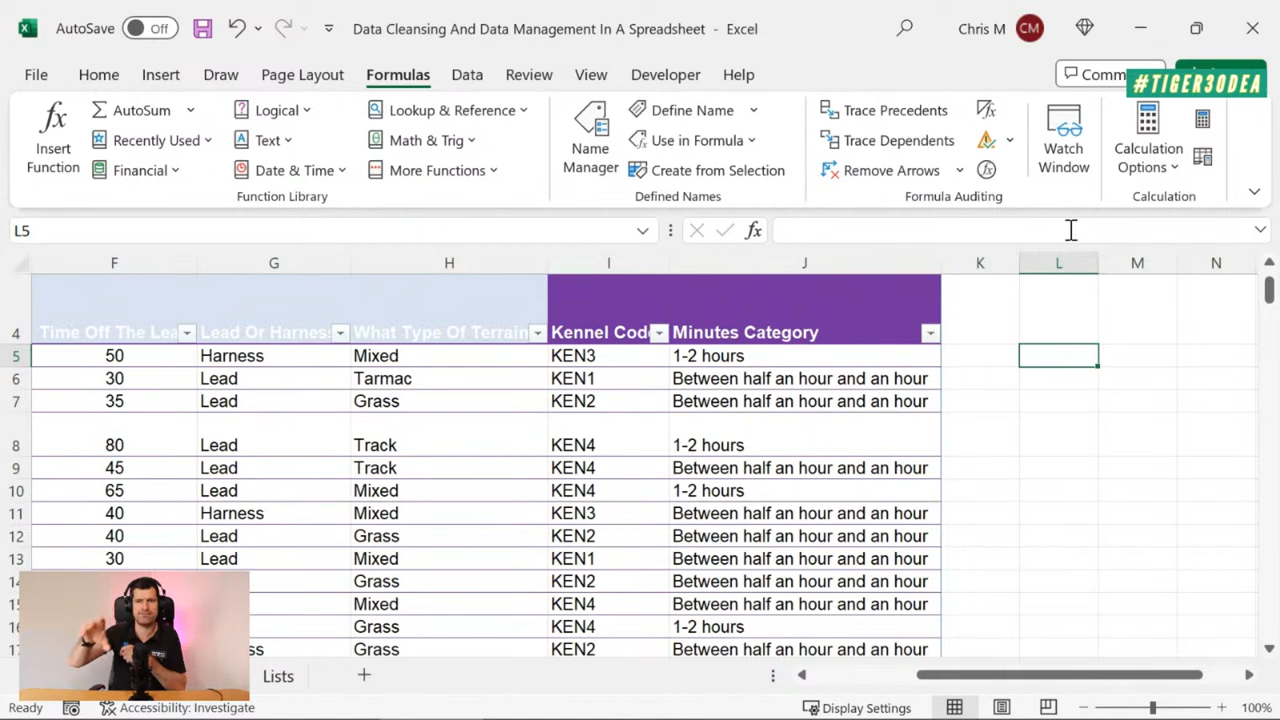 AutoSave Off Data Cleansing And Data Management In A Spreadsheet - Excel Chris M CM
File Home Insert Draw Page Layout Formulas Data Review View Developer Help
#TIGER30DEA
fx Insert Function
AutoSum
Recently Used
Financial
Logical
Text
Date & Time
Lookup & Reference
Math & Trig
More Functions
Function Library
Name Manager
Define Name
Use in Formula
Create from Selection
Defined Names
Trace Precedents
Trace Dependents
Remove Arrows
Watch Window
Formula Auditing
Calculation Options
Calculation
L5 fx
F G H I J K L M N
4 Time Off The Lea Lead Or Harnes What Type Of Terrain Kennel Cod Minutes Category
5 50 Harness Mixed KEN3 1-2 hours
6 30 Lead Tarmac KEN1 Between half an hour and an hour
7 35 Lead Grass KEN2 Between half an hour and an hour
8 80 Lead Track KEN4 1-2 hours
9 45 Lead Track KEN4 Between half an hour and an hour
10 65 Lead Mixed KEN4 1-2 hours
11 40 Harness Mixed KEN3 Between half an hour and an hour
12 40 Lead Grass KEN2 Between half an hour and an hour
13 30 Lead Mixed KEN1 Between half an hour and an hour
Grass KEN2 Between half an hour and an hour
Mixed KEN4 Between half an hour and an hour
Grass KEN4 1-2 hours
Grass KEN2 Between half an hour and an hour
Lists
Ready Accessibility: Investigate Display Settings 100%